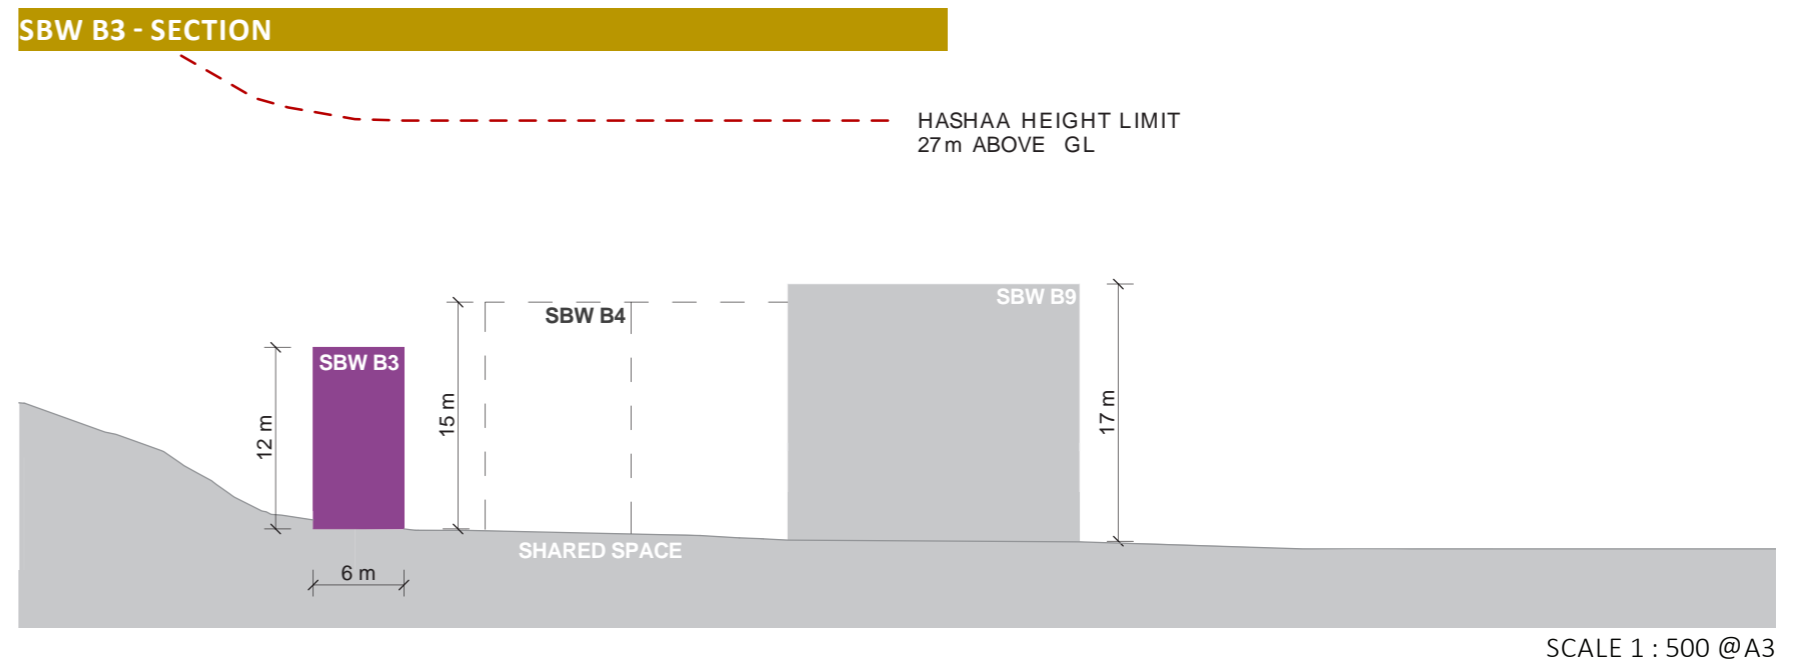 SBW B3 - SECTION
HASHAA HEIGHT LIMIT
27m ABOVE GL
SBW B9
SBW B4
SBW B3
12 m
15 m
17 m
SHARED SPACE
6 m
SCALE 1 : 500 @A3